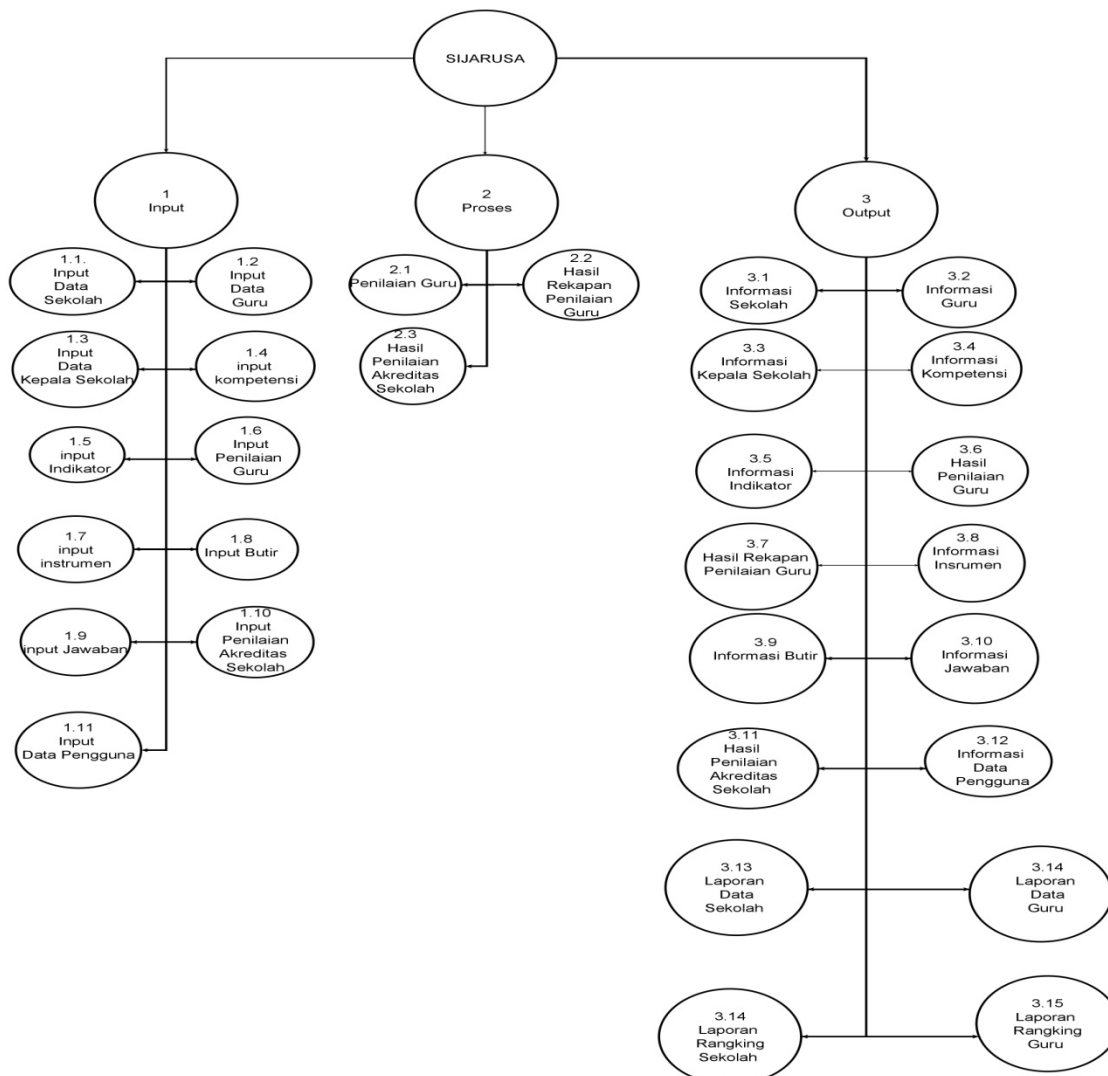 SIJARUSA
1
Input
2
Proses
3
Output
1.1.
Input
Data
Sekolah
1.2
Input
Data
Guru
1.3
Input
Data
Kepala Sekolah
1.4
input
kompetensi
1.5
input
Indikator
1.6
Input
Penilaian
Guru
1.7
input
instrumen
1.8
Input Butir
1.9
input Jawaban
1.10
Input
Penilaian
Akreditas
Sekolah
1.11
Input
Data Pengguna
2.1
Penilaian Guru
2.2
Hasil
Rekapan
Penilaian
Guru
2.3
Hasil
Penilaian
Akreditas
Sekolah
3.1
Informasi
Sekolah
3.2
Informasi
Guru
3.3
Informasi
Kepala Sekolah
3.4
Informasi
Kompetensi
3.5
Informasi
Indikator
3.6
Hasil
Penilaian
Guru
3.7
Hasil Rekapan
Penilaian Guru
3.8
Informasi
Insrumen
3.9
Informasi Butir
3.10
Informasi
Jawaban
3.11
Hasil
Penilaian
Akreditas
Sekolah
3.12
Informasi
Data
Pengguna
3.13
Laporan
Data
Sekolah
3.14
Laporan
Data
Guru
3.14
Laporan
Rangking
Sekolah
3.15
Laporan
Rangking
Guru